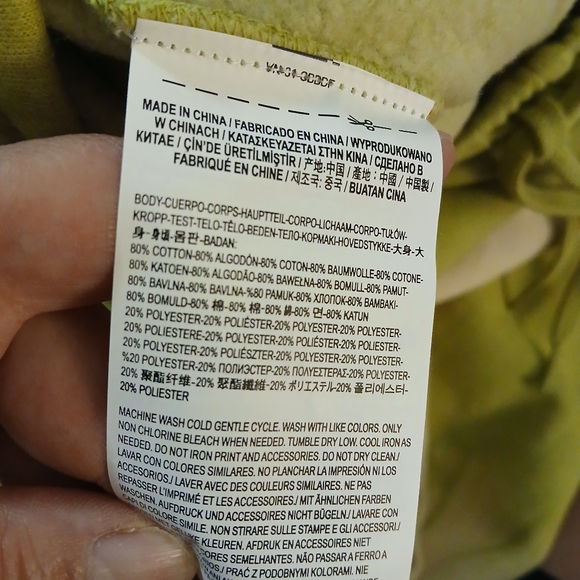 MADE IN CHINA / FABRICADO EN CHINA / WYPRODUKOWANO
W CHINACH / ΚΑΤΑΣΚΕΥΑΖΕΤΑΙ ΣΤΗΝ ΚΙΝΑ / СДЕЛАНО В
КИТАЕ / ÇİN'DE ÜRETİLMİŞTİR / 产地:中国 / 產地: 中國 / 中国製 /
FABRIQUÉ EN CHINE / 제조국: 중국 / BUATAN CINA
BODY-CUERPO-CORPS-HAUPTTEIL-CORPO-LICHAAM-CORPO-TUŁÓW-
KROPP-TEST-TELO-TĚLO-BEDEN-ТЕЛО-ΚΟΡΜΑΚΙ-HOVEDSTYKKE-大身-大
身-身頃-몸판-BADAN:
80% COTTON-80% ALGODÓN-80% COTON-80% BAUMWOLLE-80% COTONE-
80% KATOEN-80% ALGODÃO-80% BAWEŁNA-80% BOMULL-80% PAMUT-
80% BAVLNA-80% BAVLNA-%80 PAMUK-80% ХЛОПОК-80% ΒΑΜΒΑΚΙ-
80% BOMULD-80% 棉-80% 棉-80% 綿-80% 면-80% KATUN
20% POLYESTER-20% POLIÉSTER-20% POLYESTER-20% POLYESTER-
20% POLIESTERE-20% POLYESTER-20% POLIÉSTER-20% POLIESTER-
20% POLYESTER-20% POLIÉSZTER-20% POLYESTER-20% POLYESTER-
%20 POLYESTER-20% ПОЛИЭСТЕР-20% ΠΟΛΥΕΣΤΕΡΑΣ-20% POLYESTER-
20% 聚酯纤维-20% 聚酯纖維-20% ポリエステル-20% 폴리에스터-
20% POLIESTER
MACHINE WASH COLD GENTLE CYCLE. WASH WITH LIKE COLORS. ONLY
NON CHLORINE BLEACH WHEN NEEDED. TUMBLE DRY LOW. COOL IRON AS
NEEDED. DO NOT IRON PRINT AND ACCESSORIES. DO NOT DRY CLEAN./
LAVAR CON COLORES SIMILARES. NO PLANCHAR LA IMPRESIÓN NI LOS
ACCESORIOS./ LAVER AVEC DES COULEURS SIMILAIRES. NE PAS
REPASSER L'IMPRIMÉ ET LES ACCESSOIRES./ MIT ÄHNLICHEN FARBEN
WASCHEN. AUFDRUCK UND ACCESSOIRES NICHT BÜGELN./ LAVARE CON
CAPI DI COLORE SIMILE. NON STIRARE SULLE STAMPE E GLI ACCESSORI./
KLEUREN. AFDRUK EN ACCESSOIRES NIET
CORES SEMELHANTES. NÃO PASSAR A FERRO A
/ PRAĆ Z PODOBNYMI KOLORAMI. NIE